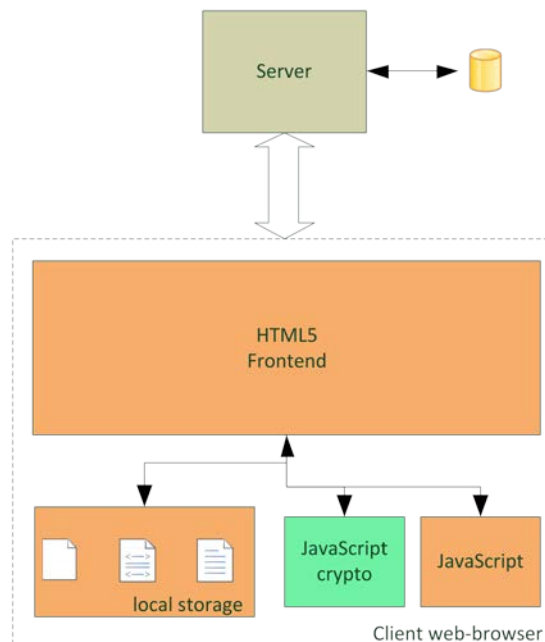 Server
HTML5
Frontend
local storage
JavaScript
crypto
JavaScript
Client web-browser